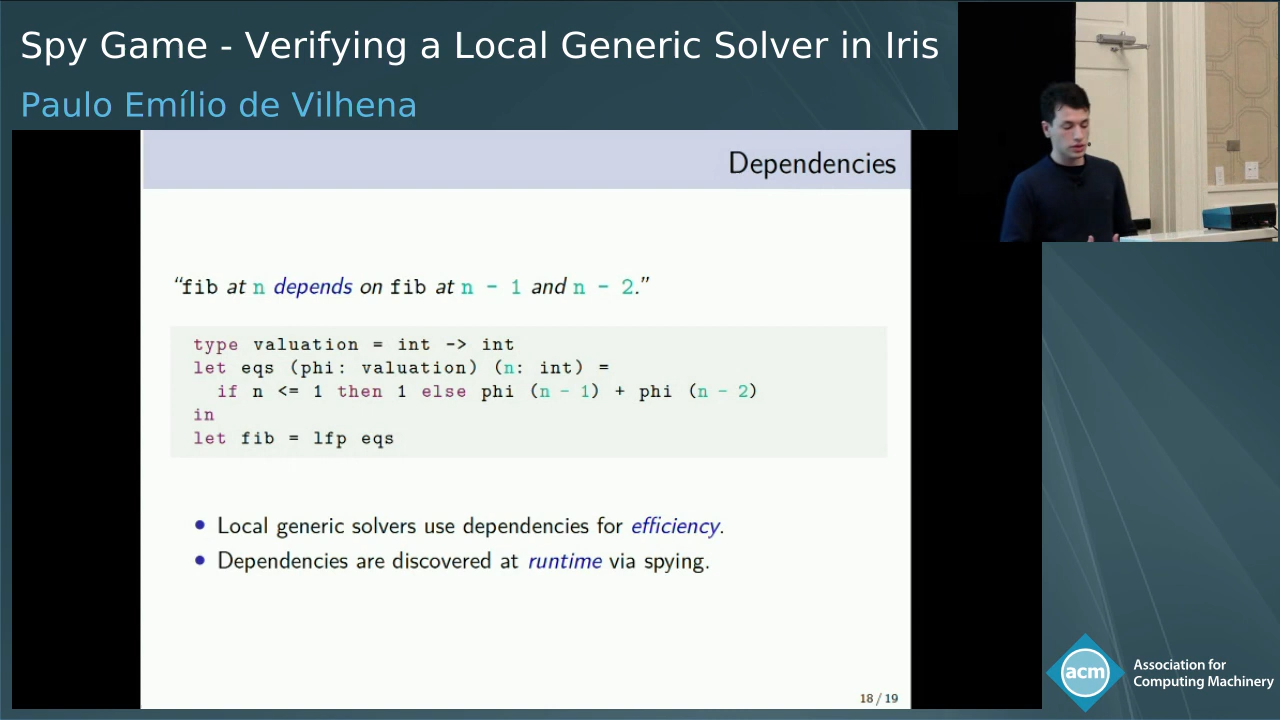 Spy Game - Verifying a Local Generic Solver in Iris
Paulo Emílio de Vilhena
Dependencies
“fib at n depends on fib at n - 1 and n - 2.”
type valuation = int -> int
let eqs (phi: valuation) (n: int) =
if n <= 1 then 1 else phi (n - 1) + phi (n - 2)
in
let fib = lfp eqs
• Local generic solvers use dependencies for efficiency.
• Dependencies are discovered at runtime via spying.
18 / 19
acm
Association for
Computing Machinery